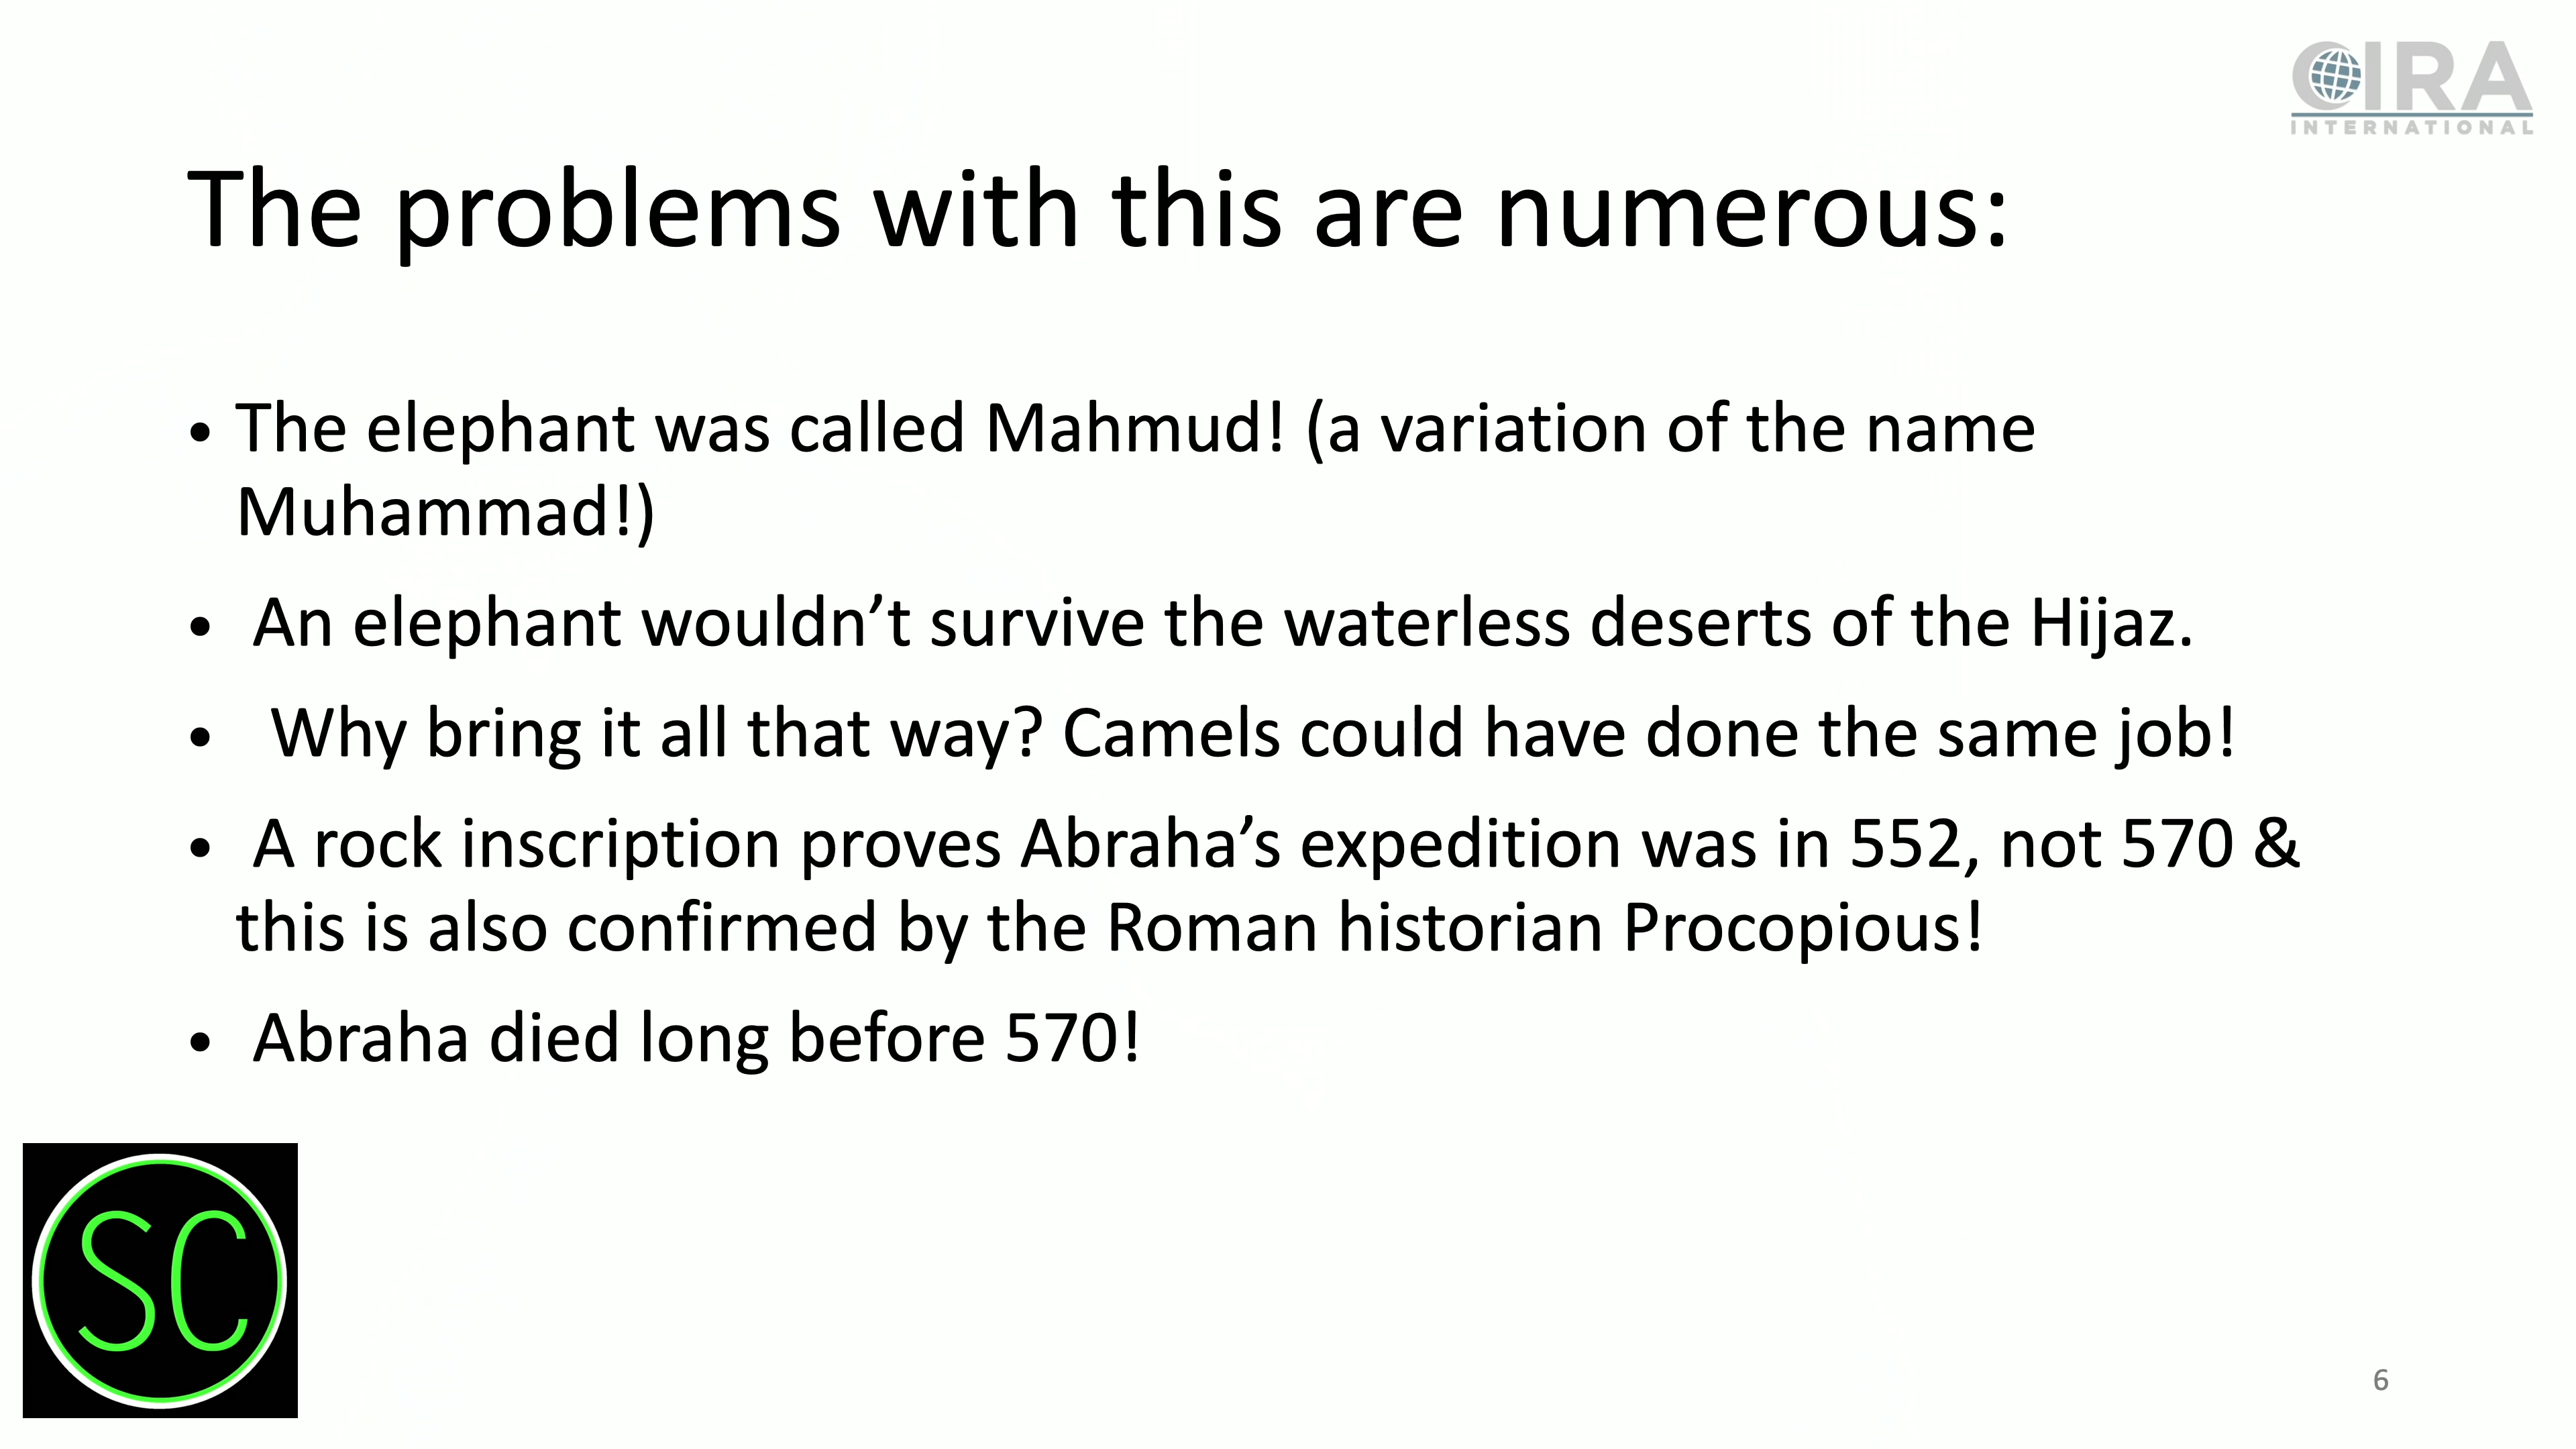 CIRA
INTERNATIONAL
The problems with this are numerous:
• The elephant was called Mahmud! (a variation of the name
Muhammad!)
• An elephant wouldn’t survive the waterless deserts of the Hijaz.
• Why bring it all that way? Camels could have done the same job!
• A rock inscription proves Abraha’s expedition was in 552, not 570 &
this is also confirmed by the Roman historian Procopious!
• Abraha died long before 570!
SC
6